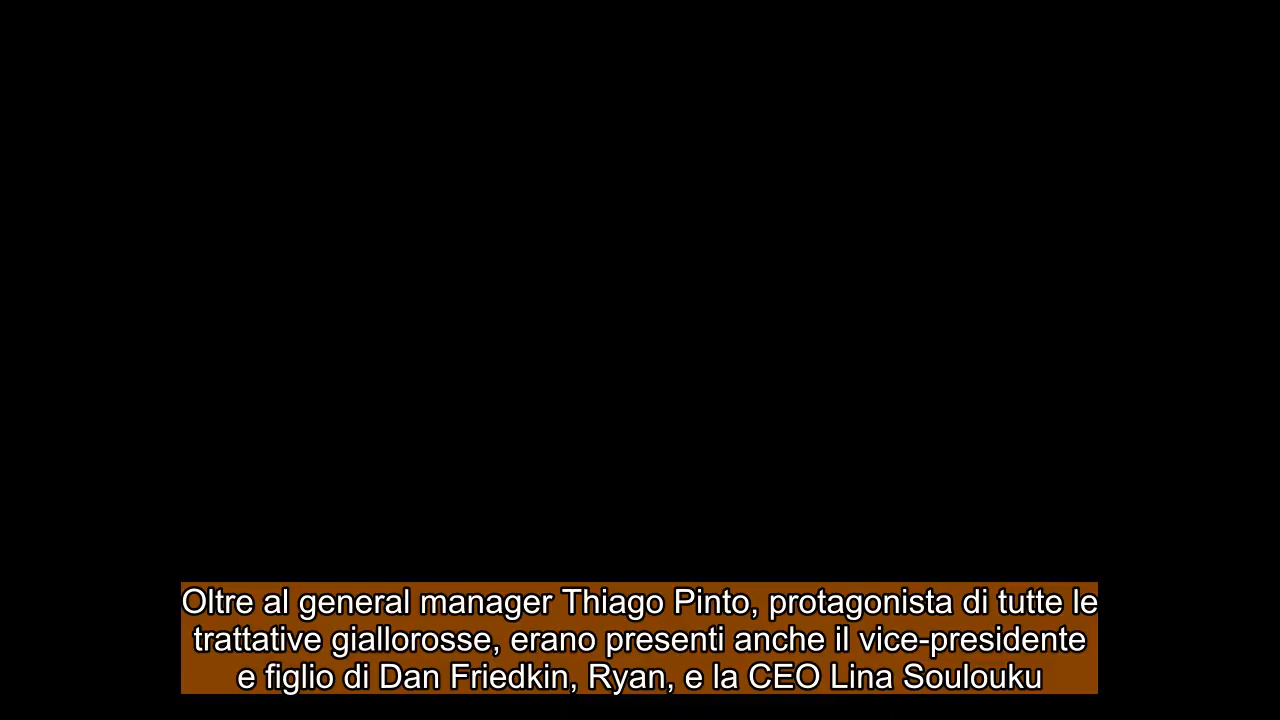 Oltre al general manager Thiago Pinto, protagonista di tutte le
trattative giallorosse, erano presenti anche il vice-presidente
e figlio di Dan Friedkin, Ryan, e la CEO Lina Soulouku